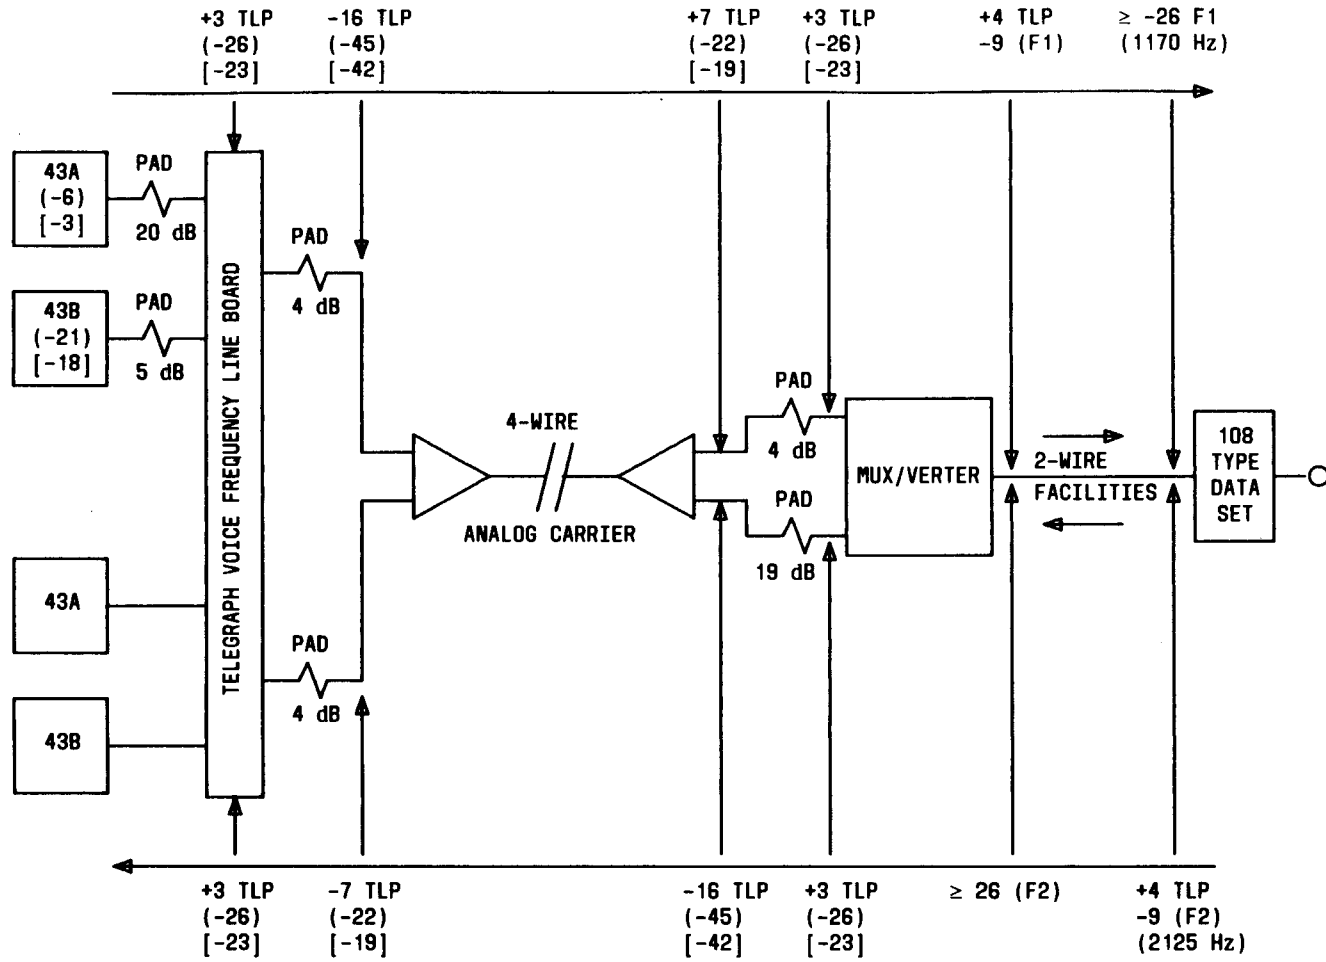 +3 TLP
(-26)
[-23]
-16 TLP
(-45)
[-42]
+7 TLP
(-22)
[-19]
+3 TLP
(-26)
[-23]
+4 TLP
-9 (F1)
≥ -26 F1
(1170 Hz)
43A
(-6)
[-3]
PAD
20 dB
43B
(-21)
[-18]
PAD
5 dB
TELEGRAPH VOICE FREQUENCY LINE BOARD
PAD
4 dB
4-WIRE
ANALOG CARRIER
PAD
4 dB
PAD
19 dB
MUX/VERTER
2-WIRE
FACILITIES
108
TYPE
DATA
SET
43A
43B
PAD
4 dB
+3 TLP
(-26)
[-23]
-7 TLP
(-22)
[-19]
-16 TLP
(-45)
[-42]
+3 TLP
(-26)
[-23]
≥ 26 (F2)
+4 TLP
-9 (F2)
(2125 Hz)